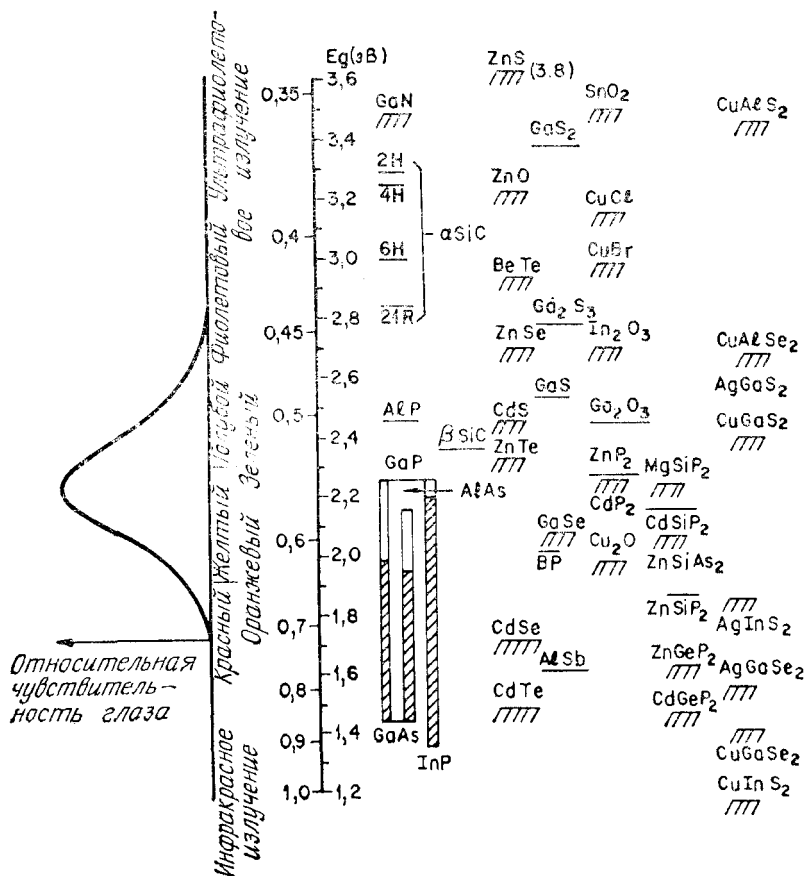 Ультрафиолето-
вое излучение
Фиолетовый
Голубой
Зеленый
Желтый
Оранжевый
Красный
Инфракрасное
излучение
Относительная
чувствитель-
ность глаза
Eg(эВ)
0,35
0,4
0,45
0,5
0,6
0,7
0,8
0,9
1,0
3,6
3,4
3,2
3,0
2,8
2,6
2,4
2,2
2,0
1,8
1,6
1,4
1,2
GaN
2H
4H
6H
21R
αSiC
AlP
βSiC
GaP
AlAs
GaAs
InP
ZnS (3.8)
GaS₂
ZnO
BeTe
Ga₂S₃
ZnSe
GaS
CdS
ZnTe
GaSe
BP
CdSe
AlSb
CdTe
SnO₂
CuCl
CuBr
In₂O₃
Ga₂O₃
ZnP₂
CdP₂
Cu₂O
MgSiP₂
CdSiP₂
ZnSiAs₂
ZnSiP₂
ZnGeP₂
CdGeP₂
CuAlS₂
CuAlSe₂
AgGaS₂
CuGaS₂
AgInS₂
AgGaSe₂
CuGaSe₂
CuInS₂